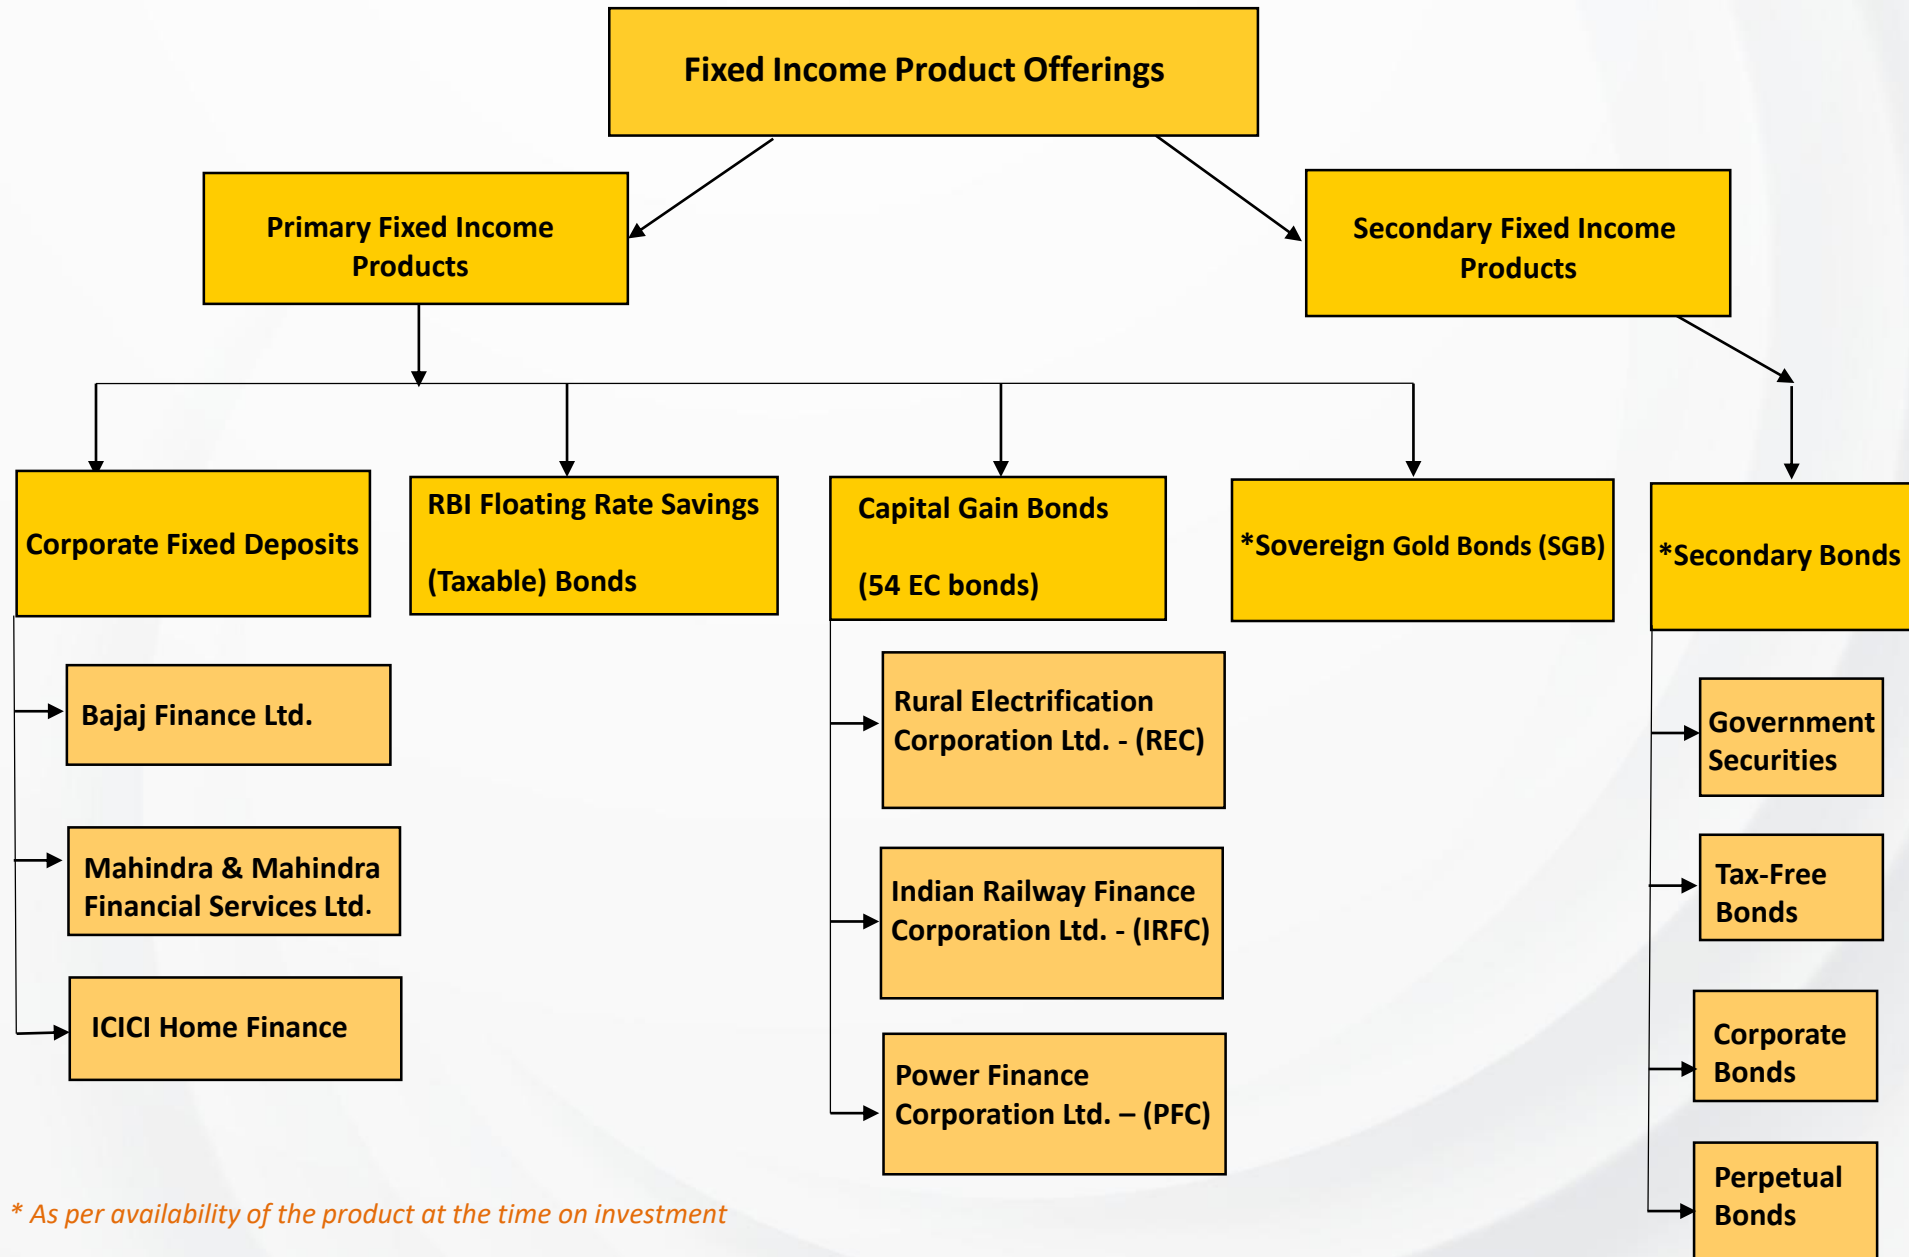 Fixed Income Product Offerings
Primary Fixed Income
Products
Secondary Fixed Income
Products
Corporate Fixed Deposits
RBI Floating Rate Savings
(Taxable) Bonds
Capital Gain Bonds
(54 EC bonds)
*Sovereign Gold Bonds (SGB)
*Secondary Bonds
Bajaj Finance Ltd.
Mahindra & Mahindra
Financial Services Ltd.
ICICI Home Finance
Rural Electrification
Corporation Ltd. - (REC)
Indian Railway Finance
Corporation Ltd. - (IRFC)
Power Finance
Corporation Ltd. – (PFC)
Government
Securities
Tax-Free
Bonds
Corporate
Bonds
Perpetual
Bonds
* As per availability of the product at the time on investment